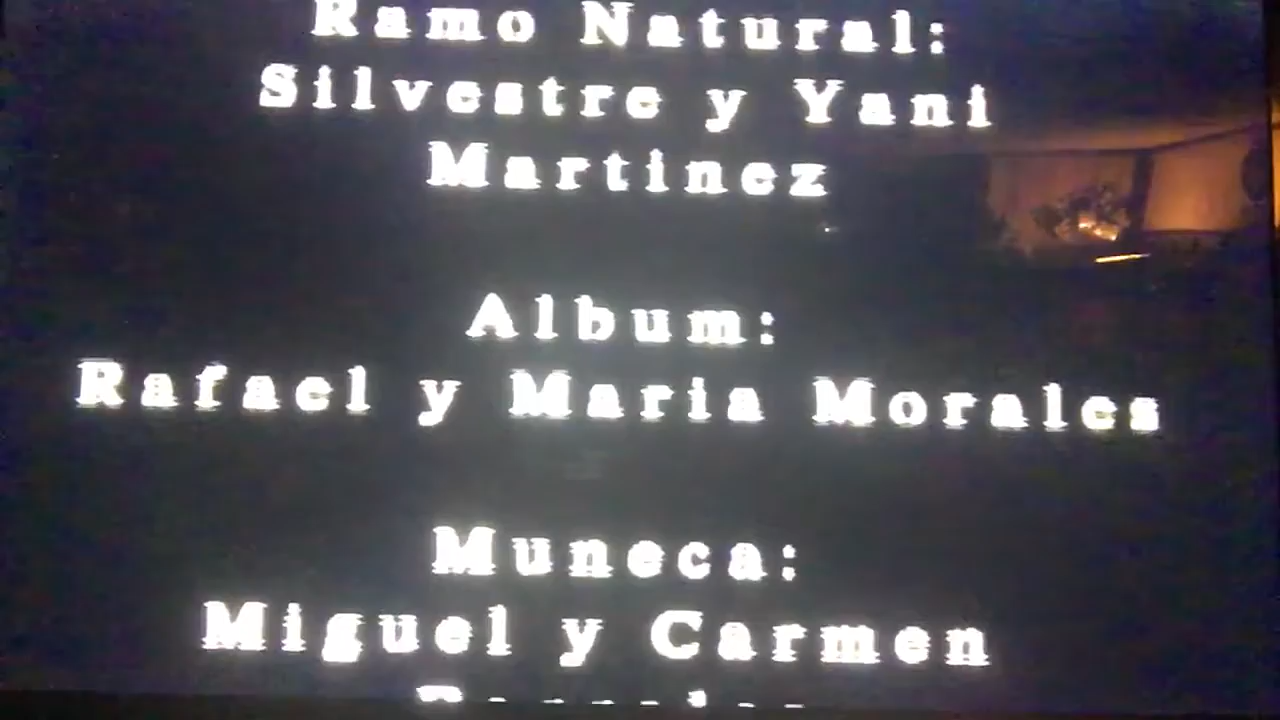 Ramo Natural:
Silvestre y Yani
Martinez
Album:
Rafael y Maria Morales
Muneca:
Miguel y Carmen